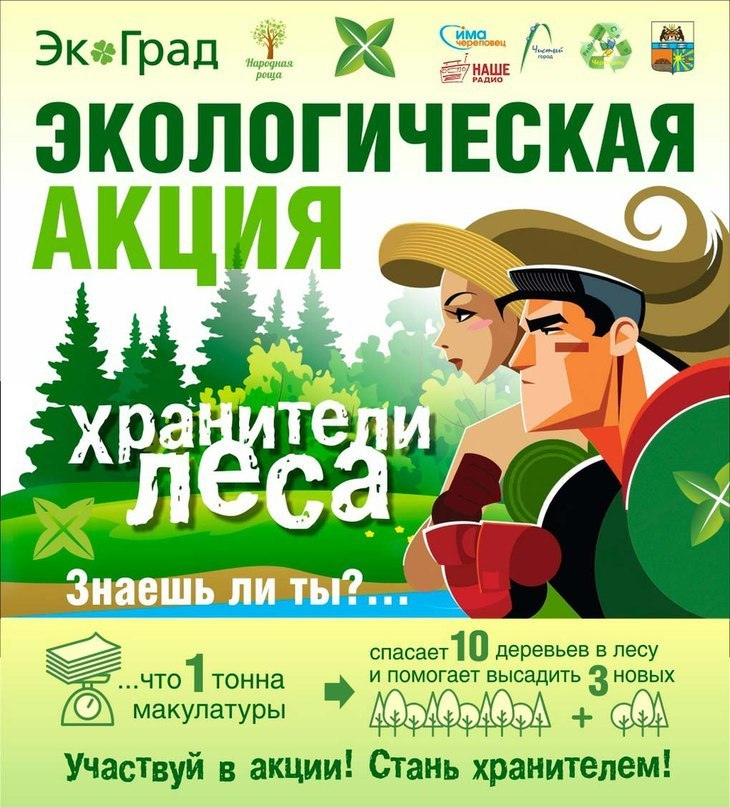 ЭкоГрад
Народная
роща
има
череповец
НАШЕ
РАДИО
Чистый
город
ЭКОЛОГИЧЕСКАЯ
АКЦИЯ
хранители
леса
Знаешь ли ты?...
...что 1 тонна
макулатуры
спасает 10 деревьев в лесу
и помогает высадить 3 новых
+
Участвуй в акции! Стань хранителем!